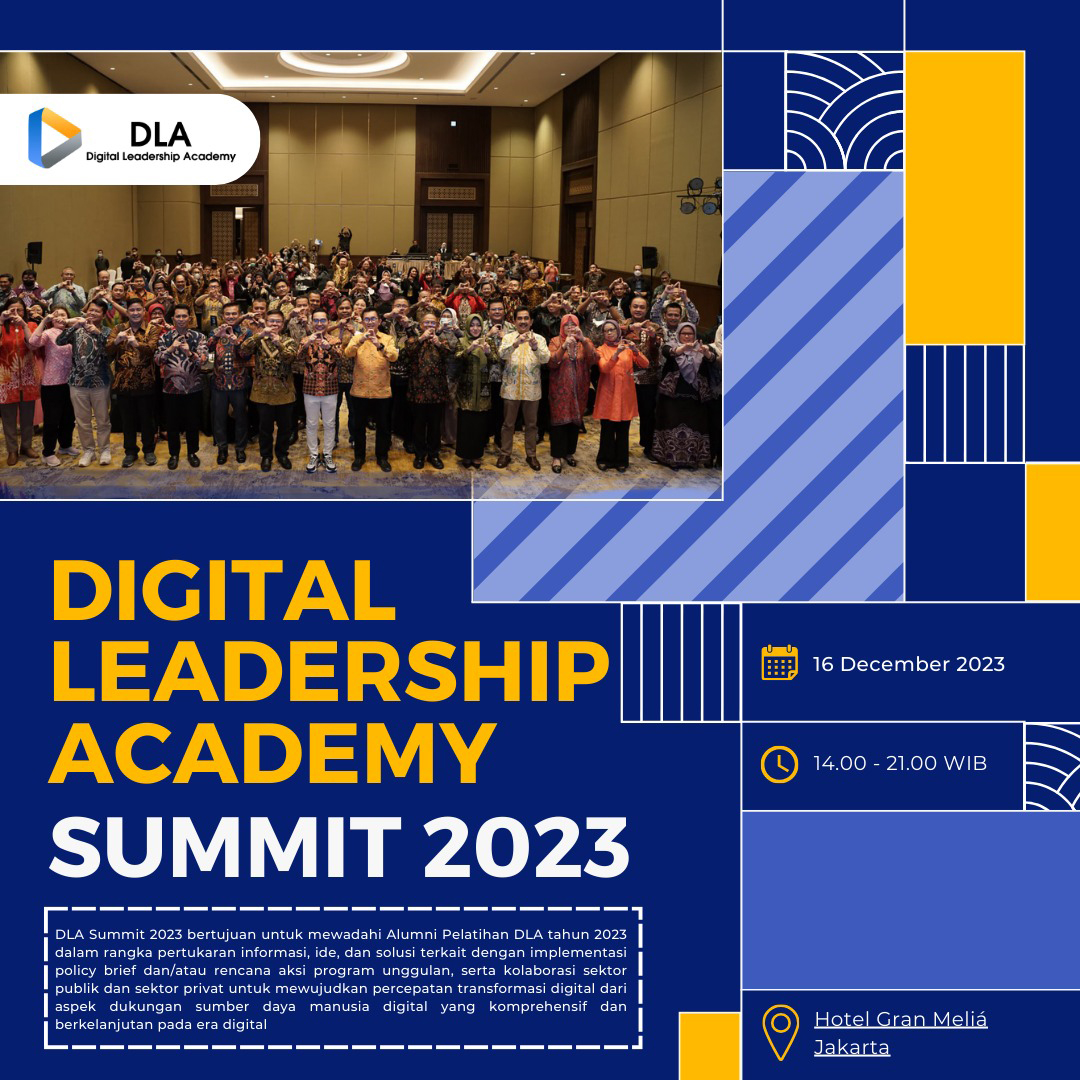 DLA
Digital Leadership Academy
DIGITAL
LEADERSHIP
ACADEMY
SUMMIT 2023
DLA Summit 2023 bertujuan untuk mewadahi Alumni Pelatihan DLA tahun 2023
dalam rangka pertukaran informasi, ide, dan solusi terkait dengan implementasi
policy brief dan/atau rencana aksi program unggulan, serta kolaborasi sektor
publik dan sektor privat untuk mewujudkan percepatan transformasi digital dari
aspek dukungan sumber daya manusia digital yang komprehensif dan
berkelanjutan pada era digital
16 December 2023
14.00 - 21.00 WIB
Hotel Gran Meliá
Jakarta